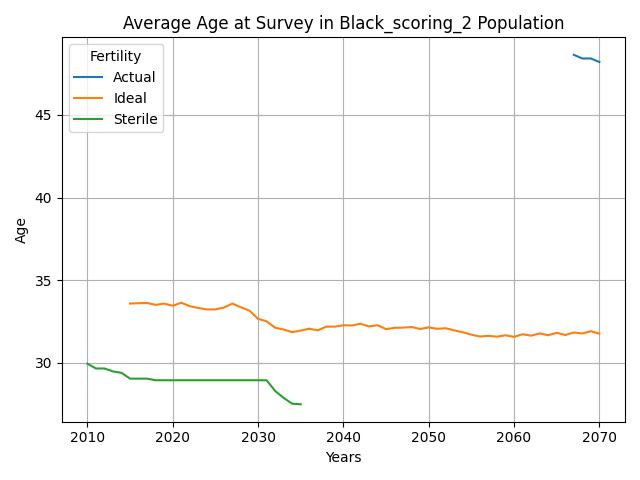 Average Age at Survey in Black_scoring_2 Population
Fertility
Actual
Ideal
Sterile
45
40
35
30
Age
2010 2020 2030 2040 2050 2060 2070
Years